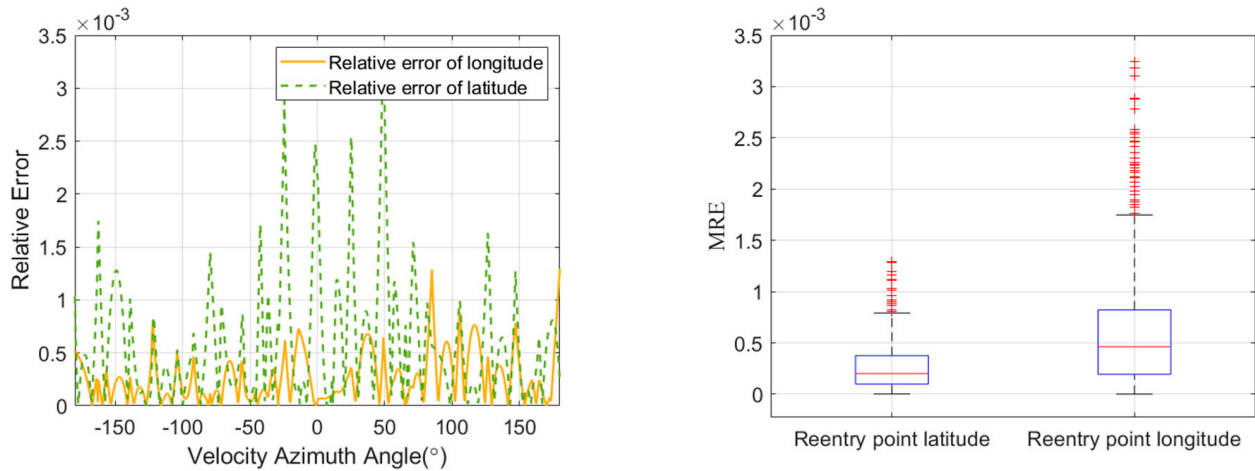 ×10⁻³
3.5
3
2.5
2
1.5
1
0.5
0
Relative Error
Relative error of longitude
Relative error of latitude
-150 -100 -50 0 50 100 150
Velocity Azimuth Angle(°)
×10⁻³
3.5
3
2.5
2
1.5
1
0.5
0
MRE
Reentry point latitude Reentry point longitude